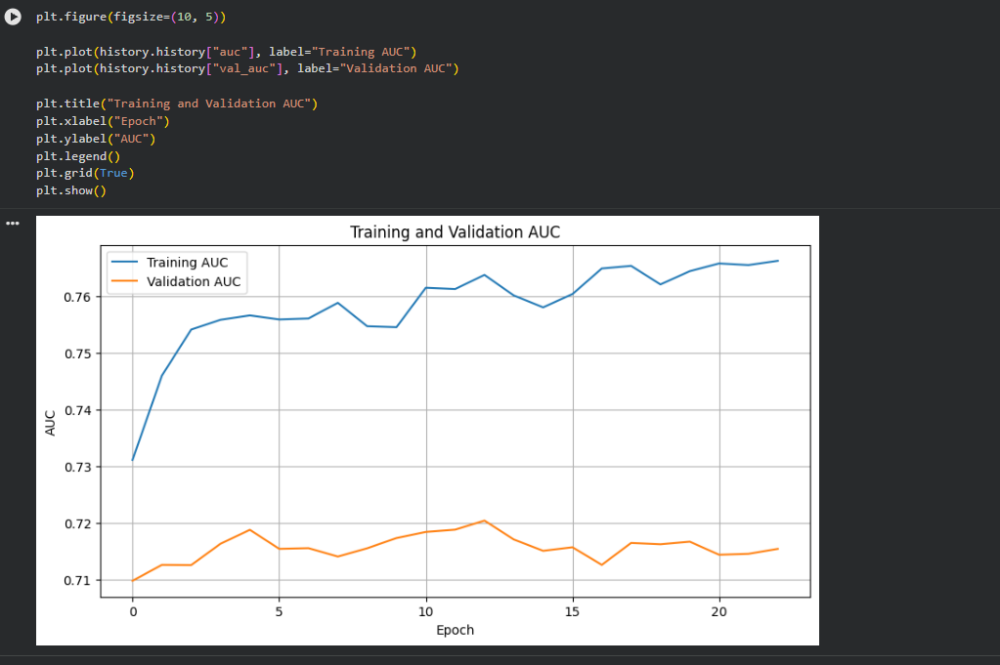 plt.figure(figsize=(10, 5))
plt.plot(history.history["auc"], label="Training AUC")
plt.plot(history.history["val_auc"], label="Validation AUC")
plt.title("Training and Validation AUC")
plt.xlabel("Epoch")
plt.ylabel("AUC")
plt.legend()
plt.grid(True)
plt.show()
Training and Validation AUC
Training AUC
Validation AUC
0.76
0.75
0.74
0.73
0.72
0.71
AUC
0 5 10 15 20
Epoch